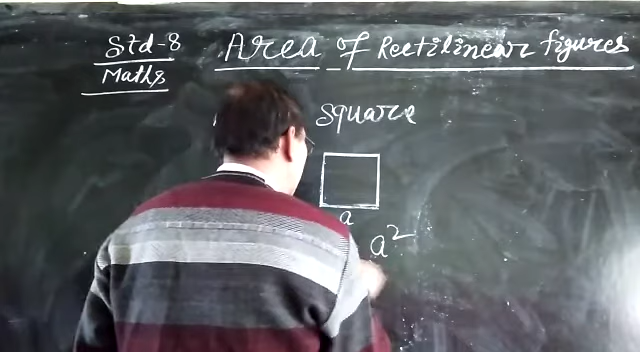 Std-8 Area of Rectilinear figures
Maths
Square
a
a²